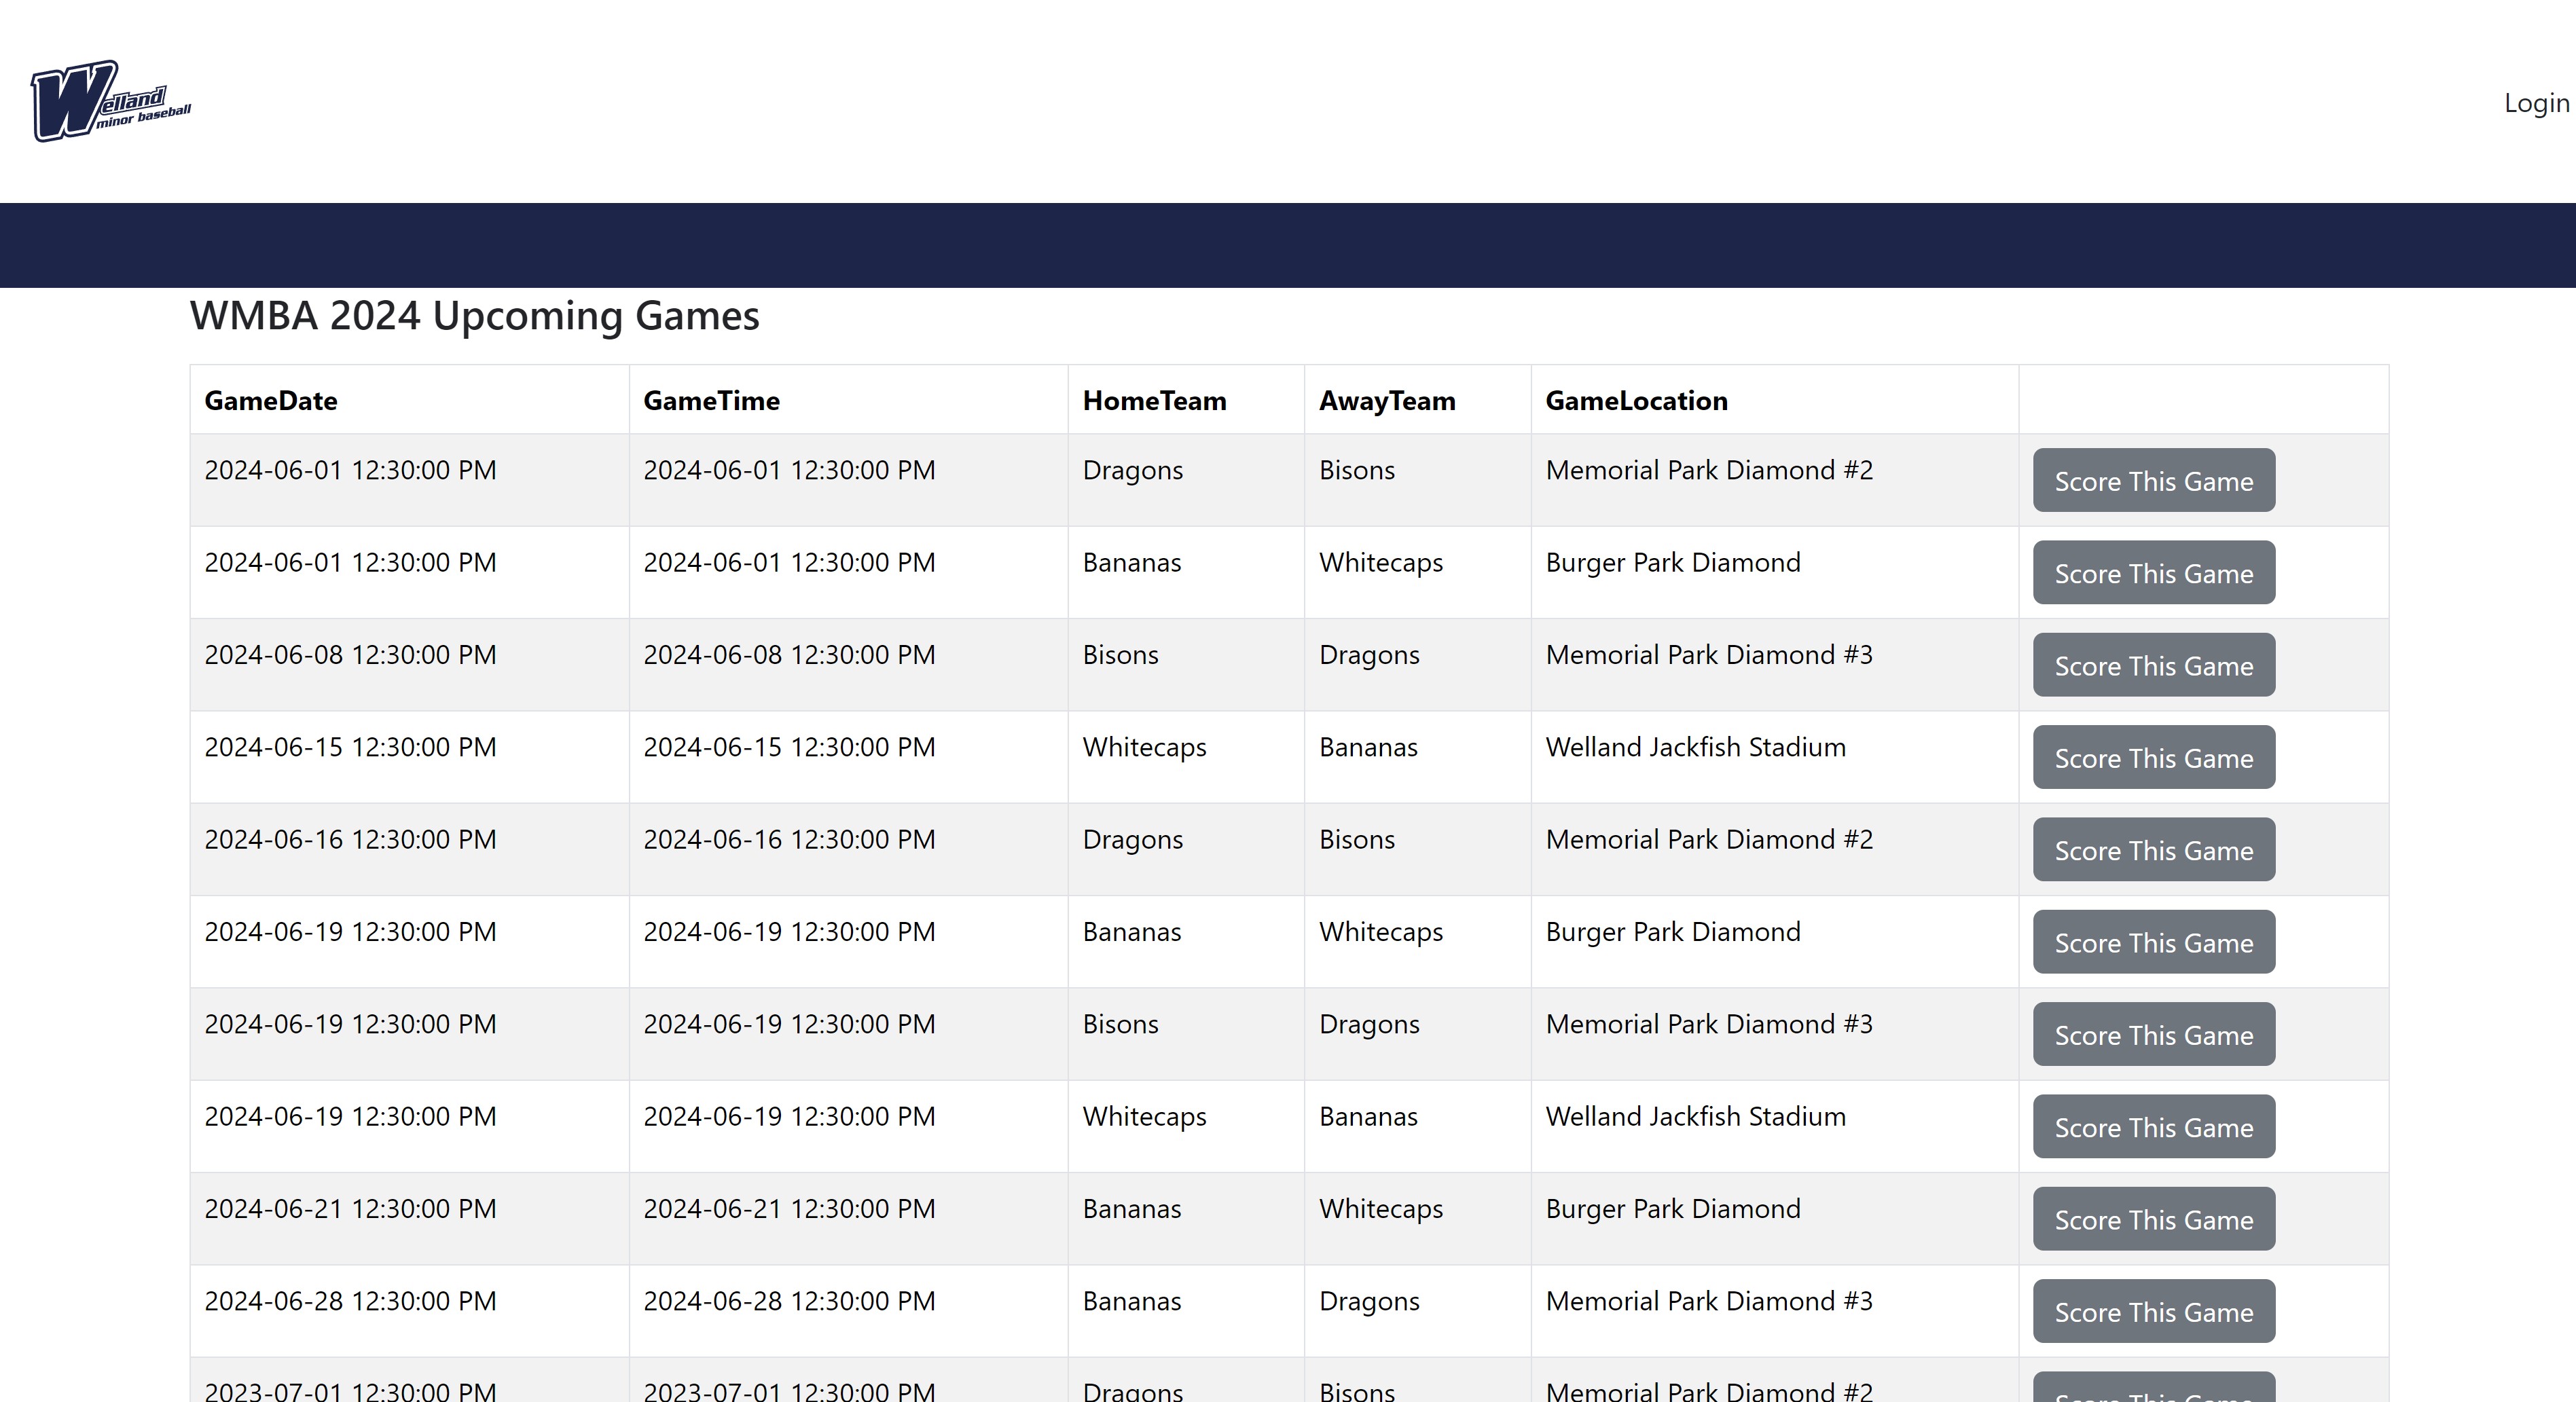 Welland
minor baseball
Login
WMBA 2024 Upcoming Games
GameDate GameTime HomeTeam AwayTeam GameLocation
2024-06-01 12:30:00 PM 2024-06-01 12:30:00 PM Dragons Bisons Memorial Park Diamond #2 Score This Game
2024-06-01 12:30:00 PM 2024-06-01 12:30:00 PM Bananas Whitecaps Burger Park Diamond Score This Game
2024-06-08 12:30:00 PM 2024-06-08 12:30:00 PM Bisons Dragons Memorial Park Diamond #3 Score This Game
2024-06-15 12:30:00 PM 2024-06-15 12:30:00 PM Whitecaps Bananas Welland Jackfish Stadium Score This Game
2024-06-16 12:30:00 PM 2024-06-16 12:30:00 PM Dragons Bisons Memorial Park Diamond #2 Score This Game
2024-06-19 12:30:00 PM 2024-06-19 12:30:00 PM Bananas Whitecaps Burger Park Diamond Score This Game
2024-06-19 12:30:00 PM 2024-06-19 12:30:00 PM Bisons Dragons Memorial Park Diamond #3 Score This Game
2024-06-19 12:30:00 PM 2024-06-19 12:30:00 PM Whitecaps Bananas Welland Jackfish Stadium Score This Game
2024-06-21 12:30:00 PM 2024-06-21 12:30:00 PM Bananas Whitecaps Burger Park Diamond Score This Game
2024-06-28 12:30:00 PM 2024-06-28 12:30:00 PM Bananas Dragons Memorial Park Diamond #3 Score This Game
2023-07-01 12:30:00 PM 2023-07-01 12:30:00 PM Dragons Bisons Memorial Park Diamond #2 Score This Game